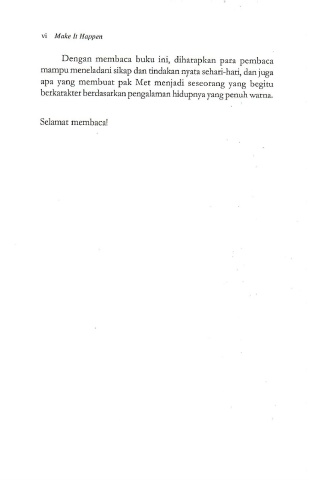 vi Make It Happen
Dengan membaca buku ini, diharapkan para pembaca
mampu meneladani sikap dan tindakan nyata sehari-hari, dan juga
apa yang membuat pak Met menjadi seseorang yang begitu
berkarakter berdasarkan pengalaman hidupnya yang penuh warna.
Selamat membaca!